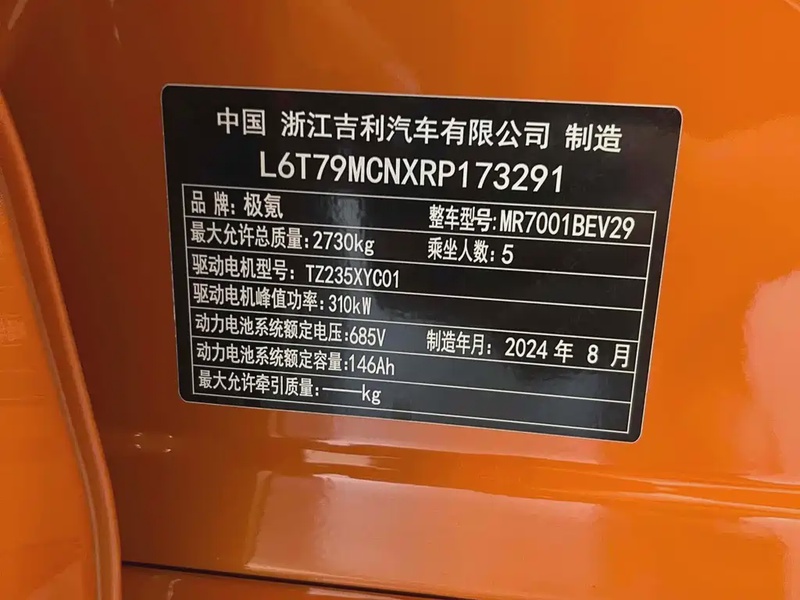 中国 浙江吉利汽车有限公司 制造
L6T79MCNXRP173291
品 牌: 极氪 整车型号: MR7001BEV29
最大允许总质量: 2730kg 乘坐人数: 5
驱动电机型号: TZ235XYC01
驱动电机峰值功率: 310kW
动力电池系统额定电压: 685V 制造年月: 2024 年 8 月
动力电池系统额定容量: 146Ah
最大允许牵引质量: ——kg